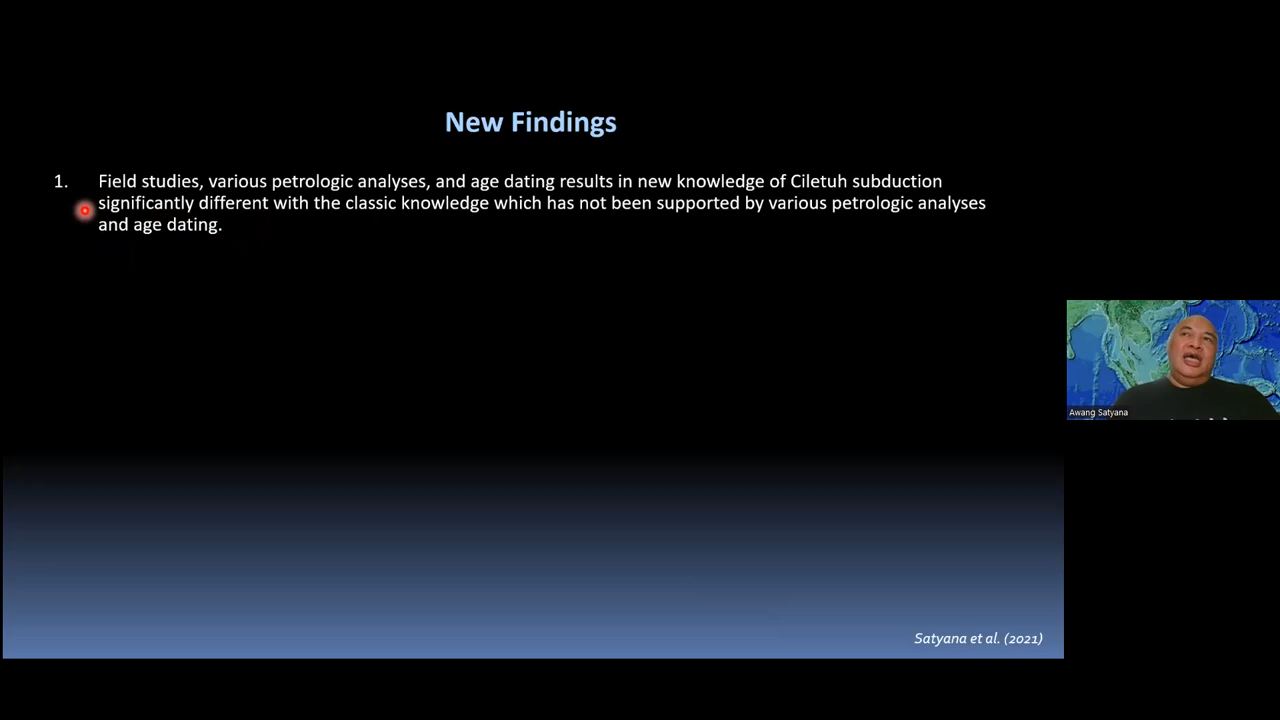 New Findings
1. Field studies, various petrologic analyses, and age dating results in new knowledge of Ciletuh subduction
significantly different with the classic knowledge which has not been supported by various petrologic analyses
and age dating.
Awang Satyana
Satyana et al. (2021)